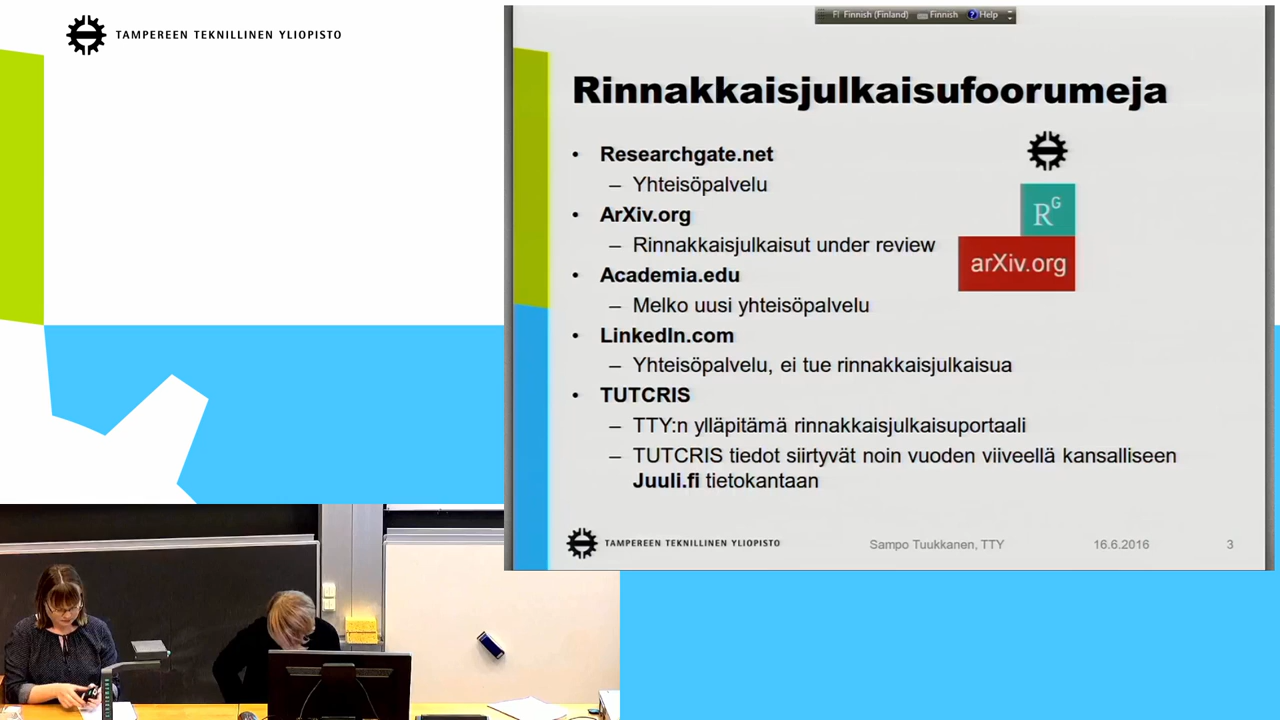 TAMPEREEN TEKNILLINEN YLIOPISTO
FI Finnish (Finland) Finnish Help
Rinnakkaisjulkaisufoorumeja
• Researchgate.net
– Yhteisöpalvelu
• ArXiv.org
– Rinnakkaisjulkaisut under review
• Academia.edu
– Melko uusi yhteisöpalvelu
• LinkedIn.com
– Yhteisöpalvelu, ei tue rinnakkaisjulkaisua
• TUTCRIS
– TTY:n ylläpitämä rinnakkaisjulkaisuportaali
– TUTCRIS tiedot siirtyvät noin vuoden viiveellä kansalliseen
Juuli.fi tietokantaan
RG
arXiv.org
TAMPEREEN TEKNILLINEN YLIOPISTO
Sampo Tuukkanen, TTY
16.6.2016
3